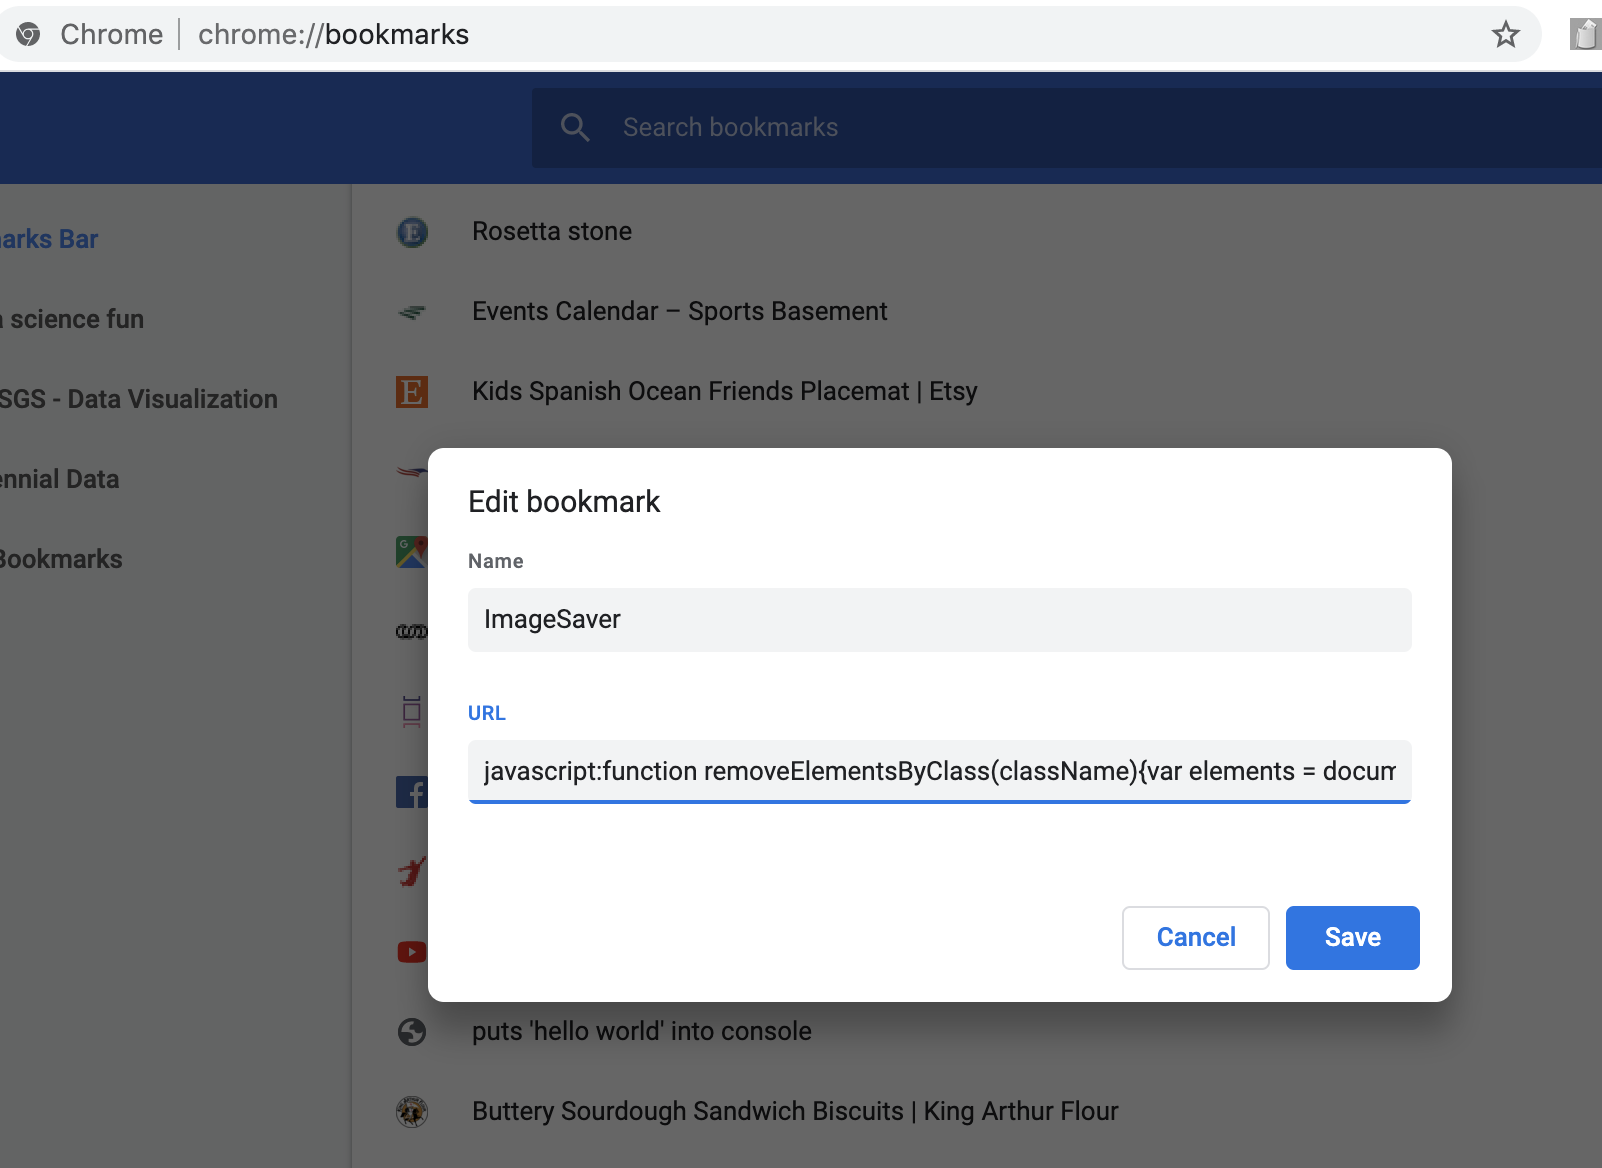 Chrome | chrome://bookmarks
Search bookmarks
arks Bar
science fun
SGS - Data Visualization
ennial Data
Bookmarks
E Rosetta stone
Events Calendar – Sports Basement
E Kids Spanish Ocean Friends Placemat | Etsy
Edit bookmark
Name
ImageSaver
URL
javascript:function removeElementsByClass(className){var elements = docum
Cancel
Save
puts 'hello world' into console
Buttery Sourdough Sandwich Biscuits | King Arthur Flour